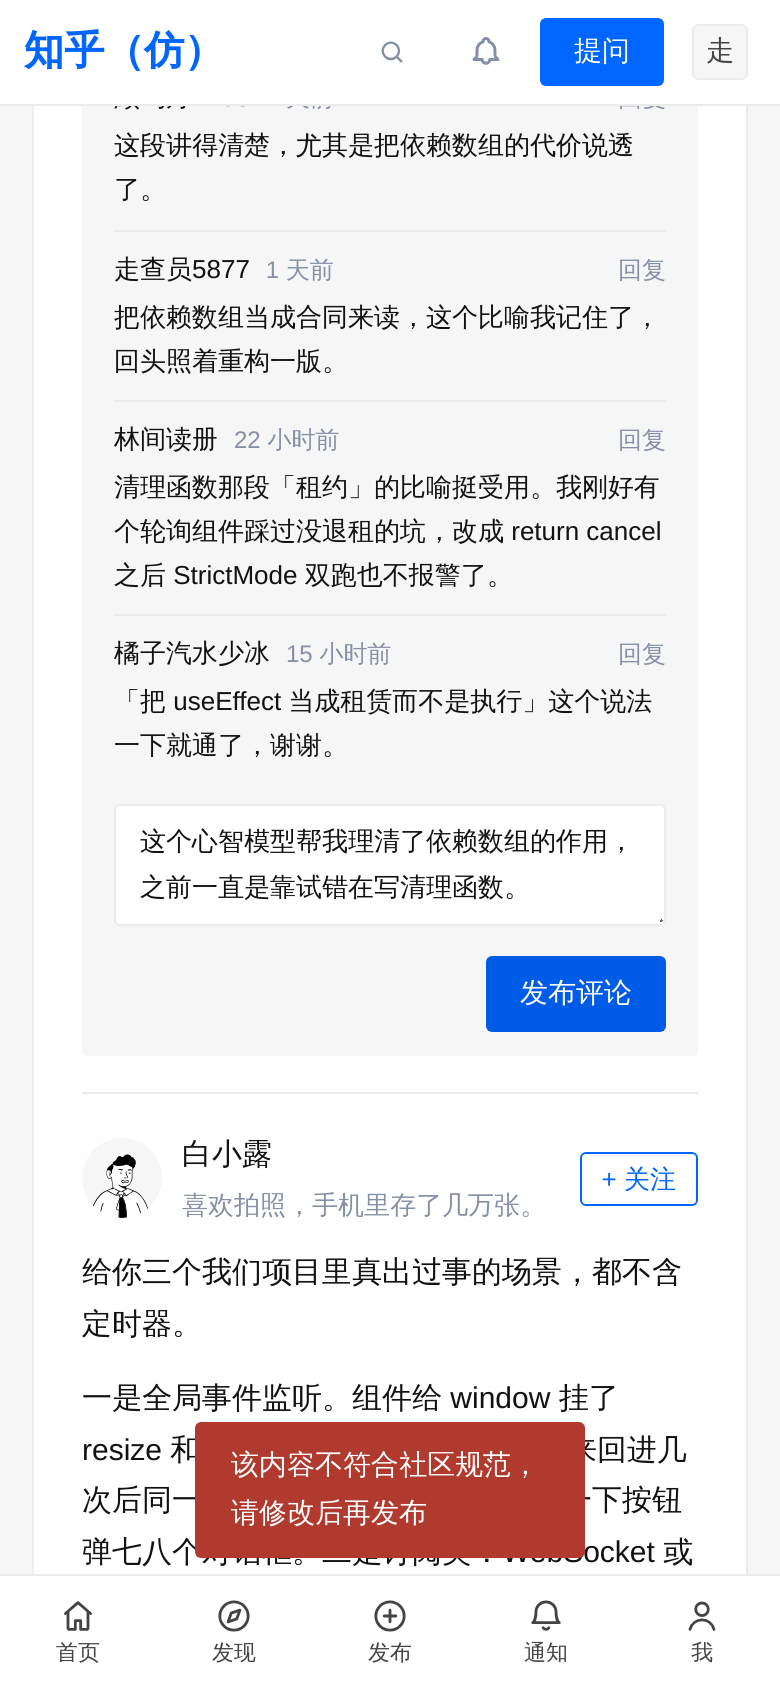 知乎（仿）
提问
走
这段讲得清楚，尤其是把依赖数组的代价说透
了。
走查员5877 1 天前 回复
把依赖数组当成合同来读，这个比喻我记住了，
回头照着重构一版。
林间读册 22 小时前 回复
清理函数那段「租约」的比喻挺受用。我刚好有
个轮询组件踩过没退租的坑，改成 return cancel
之后 StrictMode 双跑也不报警了。
橘子汽水少冰 15 小时前 回复
「把 useEffect 当成租赁而不是执行」这个说法
一下就通了，谢谢。
这个心智模型帮我理清了依赖数组的作用，
之前一直是靠试错在写清理函数。
发布评论
白小露
喜欢拍照，手机里存了几万张。
+ 关注
给你三个我们项目里真出过事的场景，都不含
定时器。
一是全局事件监听。组件给 window 挂了
resize 和 来回进几
次后同一 一下按钮
弹七八个对话框。二是订阅类：WebSocket 或
该内容不符合社区规范，
请修改后再发布
首页
发现
发布
通知
我